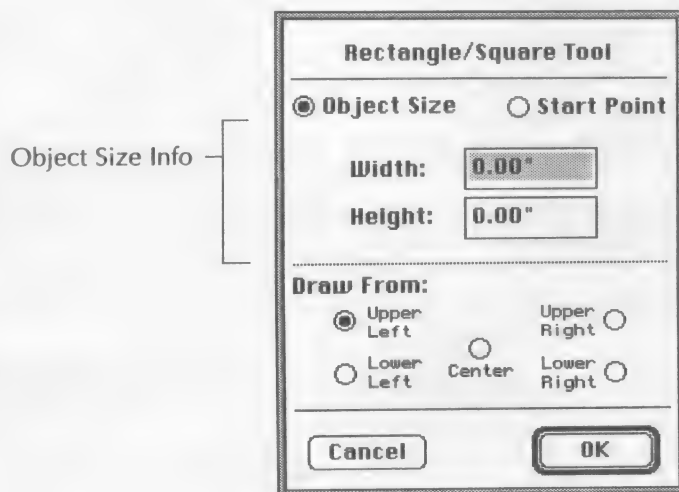 Rectangle/Square Tool
Object Size Start Point
Object Size Info
Width: 0.00"
Height: 0.00"
Draw From:
Upper Left
Upper Right
Center
Lower Left
Lower Right
Cancel OK